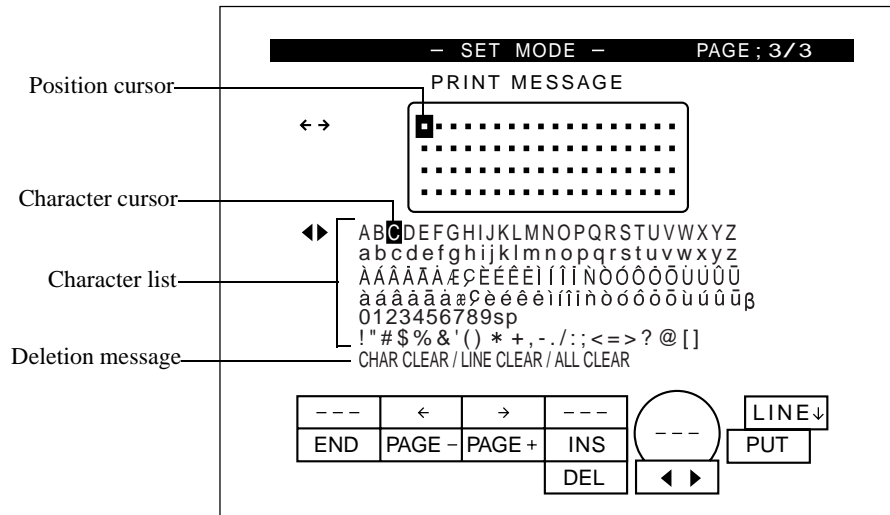 — SET MODE — PAGE ; 3/3
PRINT MESSAGE
Position cursor
← →
Character cursor
◀▶ ABCDEFGHIJKLMNOPQRSTUVWXYZ
abcdefghijklmnopqrstuvwxyz
Character list
0123456789sp
!"#$%&'()*+,-./:;<=>?@[]
Deletion message
CHAR CLEAR / LINE CLEAR / ALL CLEAR
--- ← → --- --- LINE↓
END PAGE − PAGE + INS PUT
DEL ◀ ▶